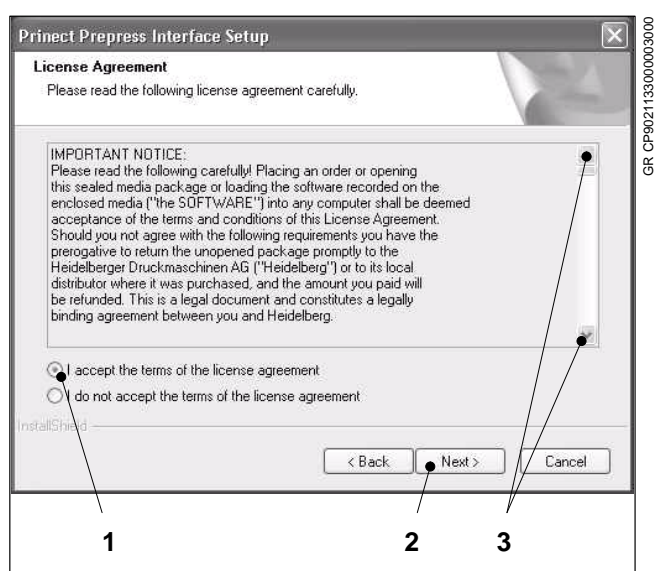 Prinect Prepress Interface Setup
License Agreement
Please read the following license agreement carefully.
IMPORTANT NOTICE:
Please read the following carefully! Placing an order or opening
this sealed media package or loading the software recorded on the
enclosed media ("the SOFTWARE") into any computer shall be deemed
acceptance of the terms and conditions of this License Agreement.
Should you not agree with the following requirements you have the
prerogative to return the unopened package promptly to the
Heidelberger Druckmaschinen AG ("Heidelberg") or to its local
distributor where it was purchased, and the amount you paid will
be refunded. This is a legal document and constitutes a legally
binding agreement between you and Heidelberg.
I accept the terms of the license agreement
I do not accept the terms of the license agreement
InstallShield
< Back Next > Cancel
1 2 3
GR CP90211330000003000